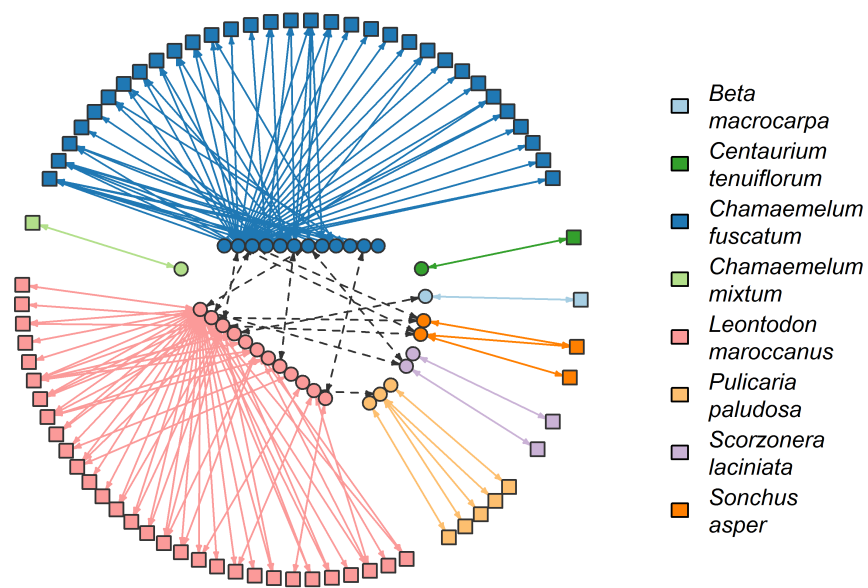 Beta
macrocarpa
Centaurium
tenuiflorum
Chamaemelum
fuscatum
Chamaemelum
mixtum
Leontodon
maroccanus
Pulicaria
paludosa
Scorzonera
laciniata
Sonchus
asper